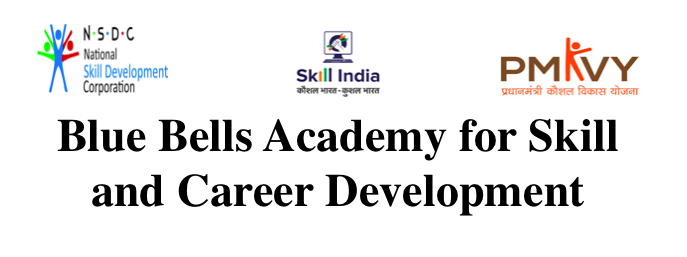 N·S·D·C
National
Skill Development
Corporation
Skill India
कौशल भारत-कुशल भारत
PMKVY
प्रधानमंत्री कौशल विकास योजना
Blue Bells Academy for Skill
and Career Development